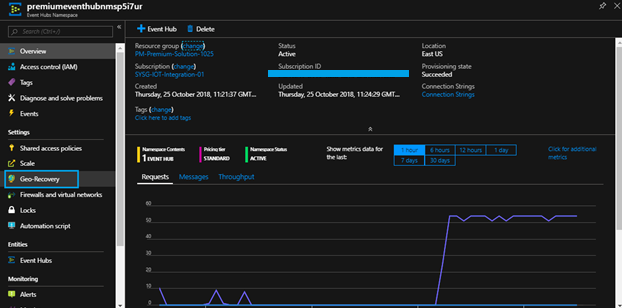 premiumeventhubnmsp5i7ur
Event Hubs Namespace
Search (Ctrl+/)
Overview
Access control (IAM)
Tags
Diagnose and solve problems
Events
Settings
Shared access policies
Scale
Geo-Recovery
Firewalls and virtual networks
Locks
Automation script
Entities
Event Hubs
Monitoring
Alerts
Event Hub Delete
Resource group (change)
PM-Premium-Solution-1025
Subscription (change)
SYSG-IOT-Integration-01
Created
Thursday, 25 October 2018, 11:21:37 GMT...
Tags (change)
Click here to add tags
Status
Active
Subscription ID
Updated
Thursday, 25 October 2018, 11:24:29 GMT...
Location
East US
Provisioning state
Succeeded
Connection Strings
Connection Strings
Namespace Contents
1 EVENT HUB
Pricing tier
STANDARD
Namespace Status
ACTIVE
Show metrics data for
the last:
1 hour 6 hours 12 hours 1 day
7 days 30 days
Click for additional
metrics
Requests Messages Throughput
60
50
40
30
20
10
0